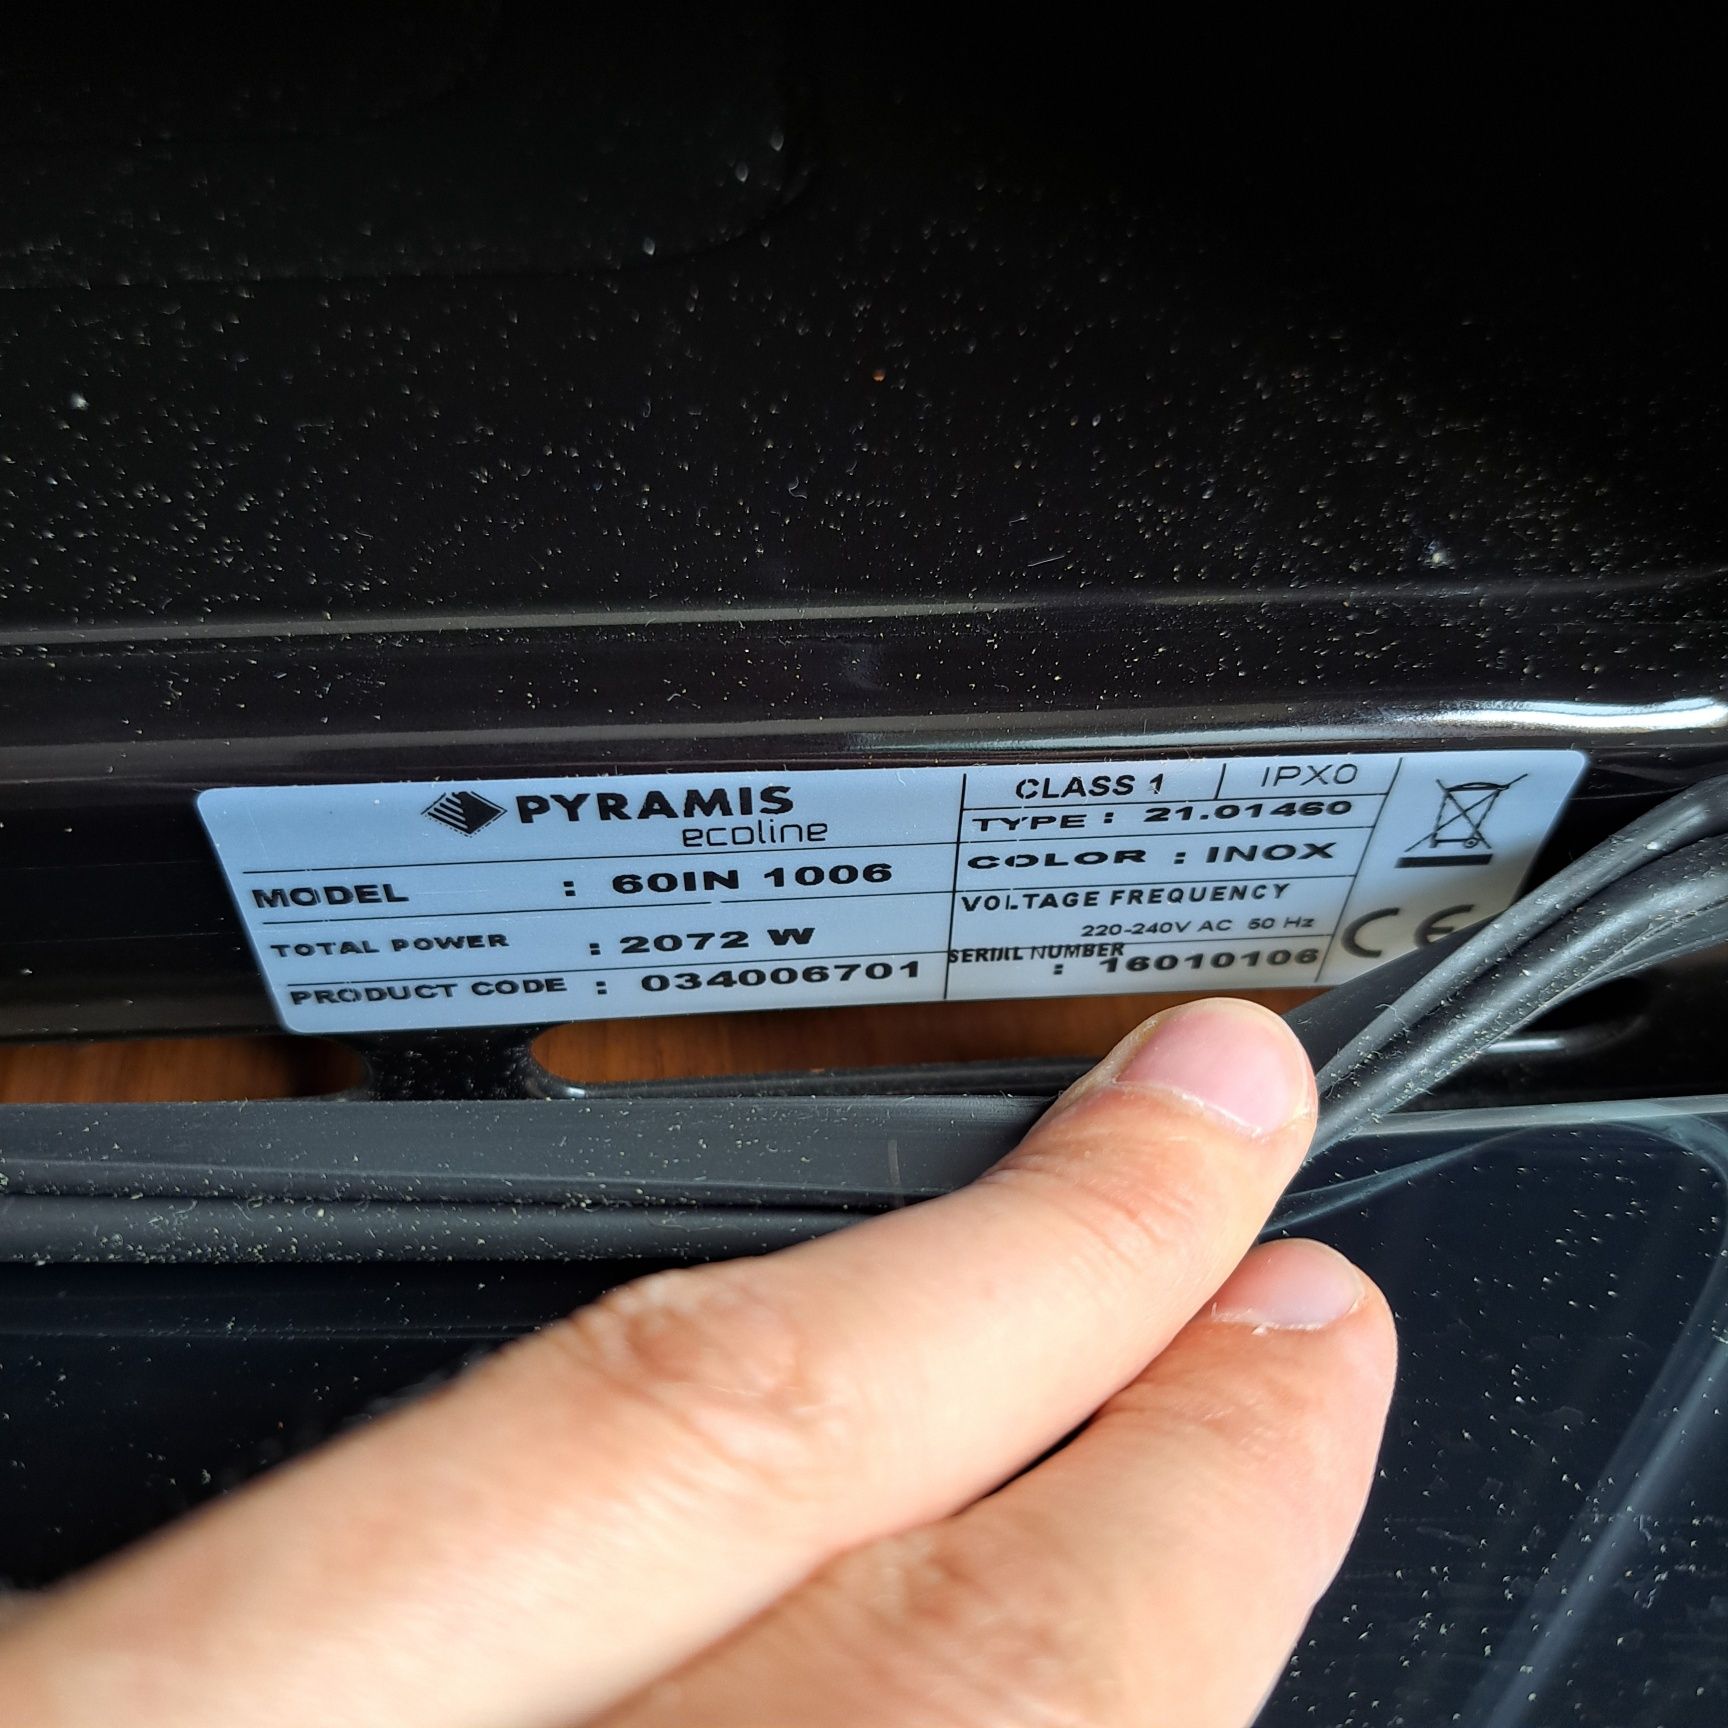 PYRAMIS
ecoline
MODEL : 60IN 1006
TOTAL POWER : 2072 W
PRODUCT CODE : 034006701
CLASS 1 IPX0
TYPE : 21.01460
COLOR : INOX
VOLTAGE FREQUENCY
220-240V AC 50 Hz
SERIAL NUMBER
: 16010106
CE